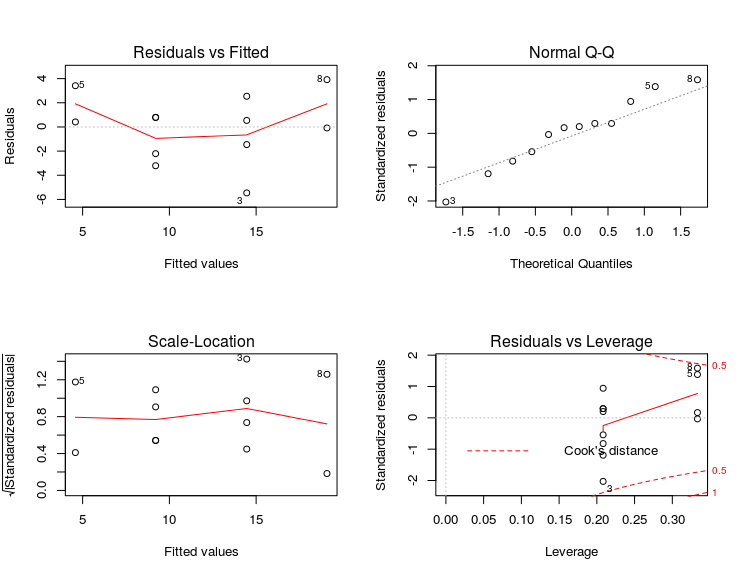 Residuals vs Fitted
Residuals
4
2
0
-2
-4
-6
5
8
3
5 10 15
Fitted values
Normal Q-Q
Standardized residuals
2
1
0
-1
-2
5
8
3
-1.5 -1.0 -0.5 0.0 0.5 1.0 1.5
Theoretical Quantiles
Scale-Location
√|Standardized residuals|
1.2
0.8
0.4
0.0
5
3
8
5 10 15
Fitted values
Residuals vs Leverage
Standardized residuals
2
1
0
-1
-2
8
5
3
0.5
0.5
1
Cook's distance
0.00 0.05 0.10 0.15 0.20 0.25 0.30
Leverage